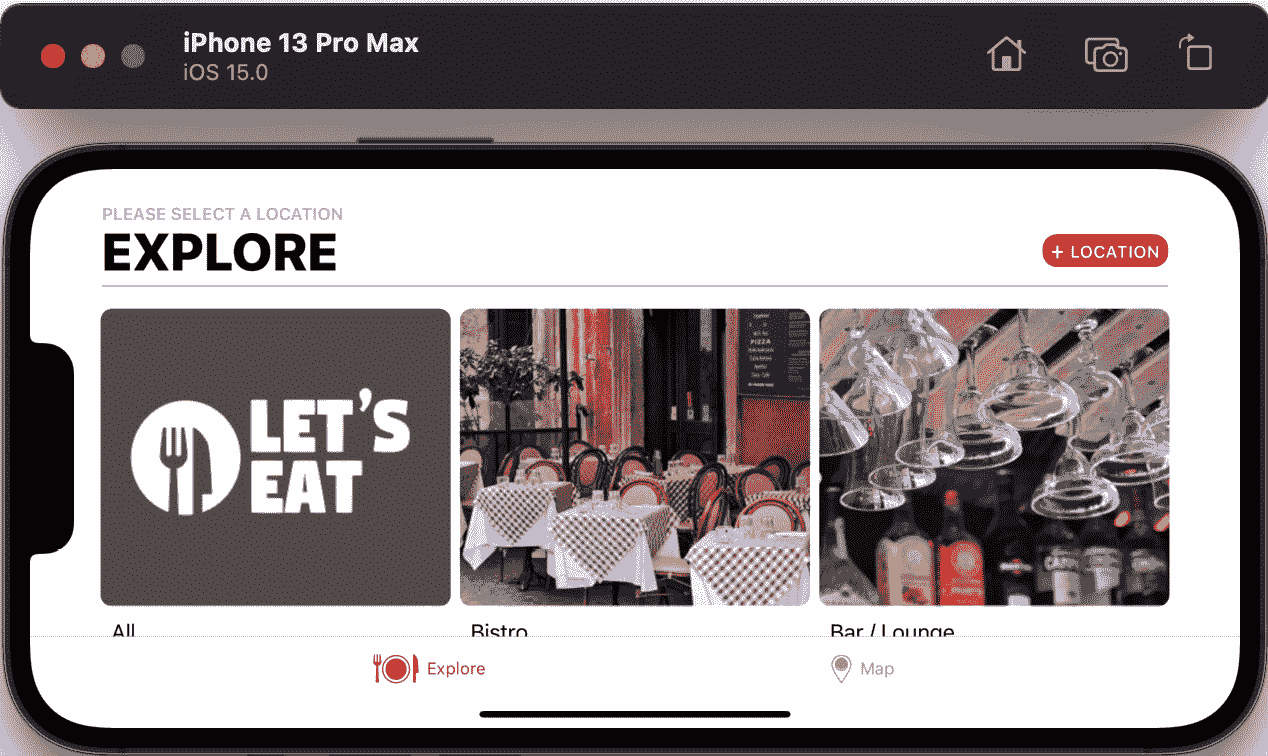 iPhone 13 Pro Max
iOS 15.0
PLEASE SELECT A LOCATION
EXPLORE
+ LOCATION
LET'S
EAT
PIZZA
All
Bistro
Bar / Lounge
Explore
Map